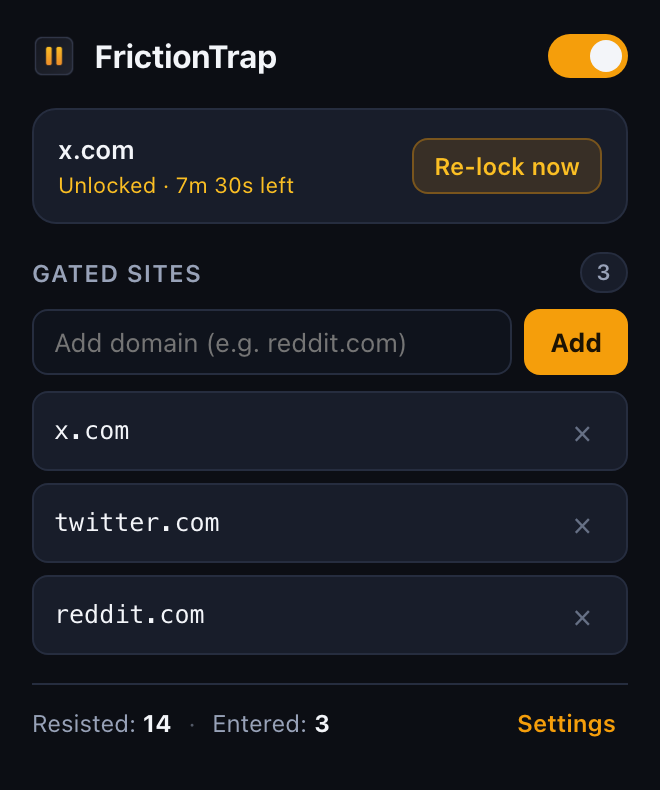 FrictionTrap
x.com
Unlocked · 7m 30s left
Re-lock now
GATED SITES
3
Add domain (e.g. reddit.com)
Add
x.com
×
twitter.com
×
reddit.com
×
Resisted: 14 · Entered: 3
Settings